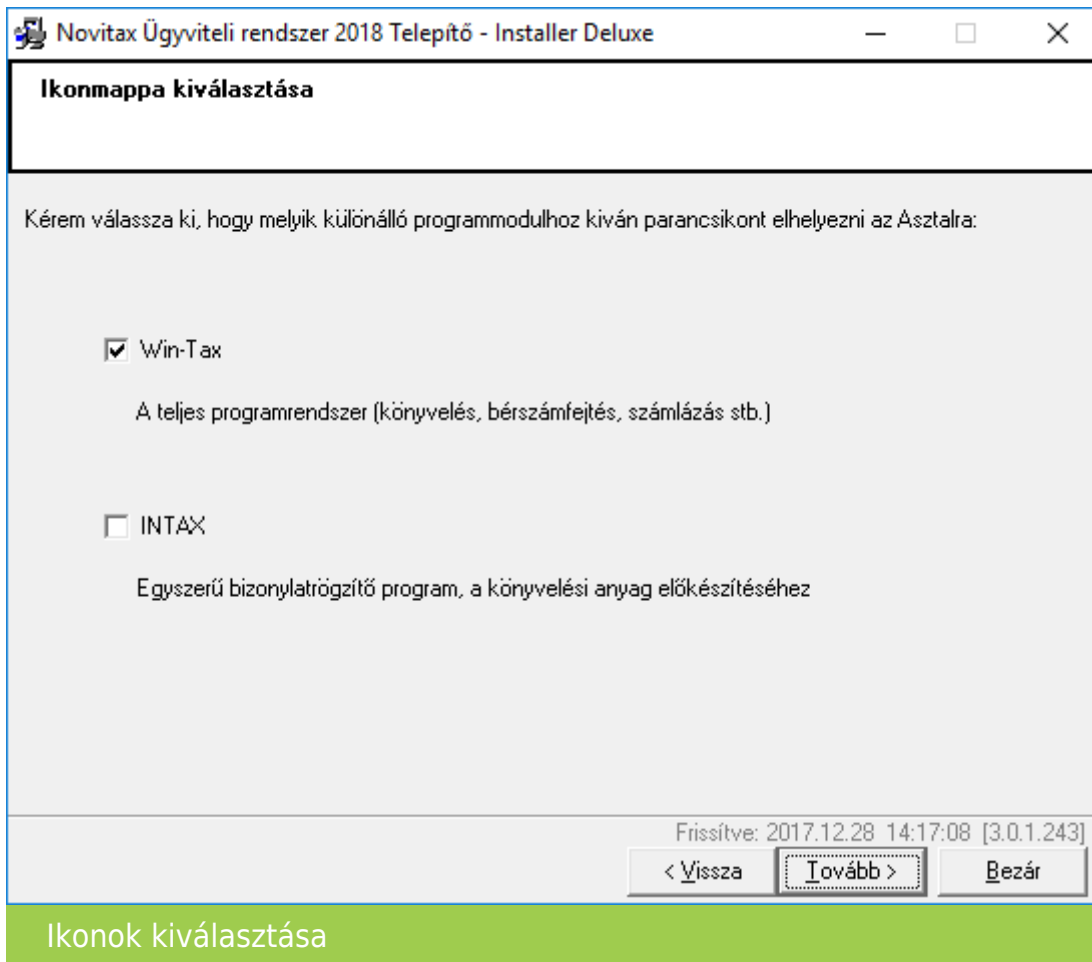 Novitax Ügyviteli rendszer 2018 Telepítő - Installer Deluxe
Ikonmappa kiválasztása
Kérem válassza ki, hogy melyik különálló programmodulhoz kiván parancsikont elhelyezni az Asztalra:
Win-Tax
A teljes programrendszer (könyvelés, bérszámfejtés, számlázás stb.)
INTAX
Egyszerű bizonylatrögzítő program, a könyvelési anyag előkészítéséhez
Frissítve: 2017.12.28 14:17:08 [3.0.1.243]
< Vissza Tovább > Bezár
Ikonok kiválasztása